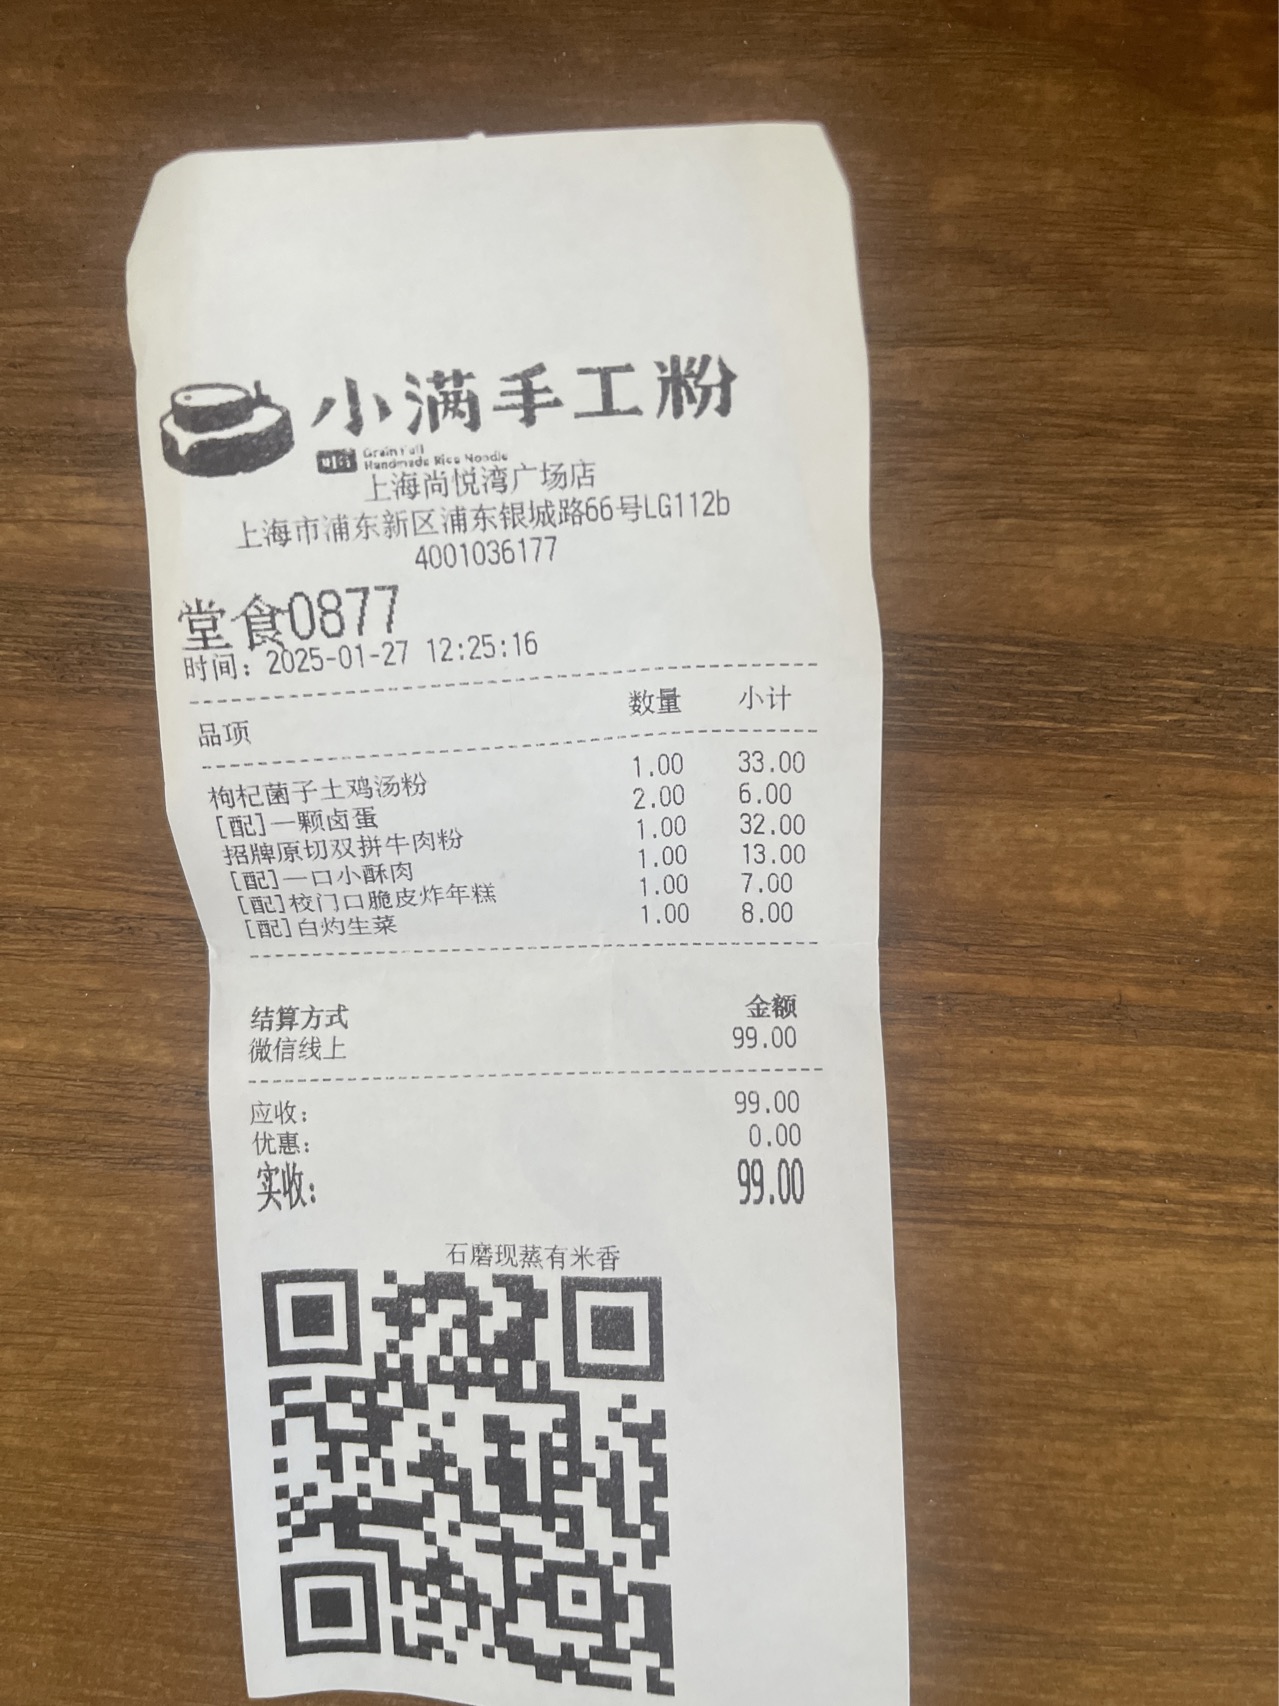 小满手工粉
Grain Full
Handmade Rice Noodle
上海尚悦湾广场店
上海市浦东新区浦东银城路66号LG112b
4001036177
堂食0877
时间：2025-01-27 12:25:16
品项 数量 小计
枸杞菌子土鸡汤粉 1.00 33.00
[配]一颗卤蛋 2.00 6.00
招牌原切双拼牛肉粉 1.00 32.00
[配]一口小酥肉 1.00 13.00
[配]校门口脆皮炸年糕 1.00 7.00
[配]白灼生菜 1.00 8.00
结算方式 金额
微信线上 99.00
应收： 99.00
优惠： 0.00
实收： 99.00
石磨现蒸有米香